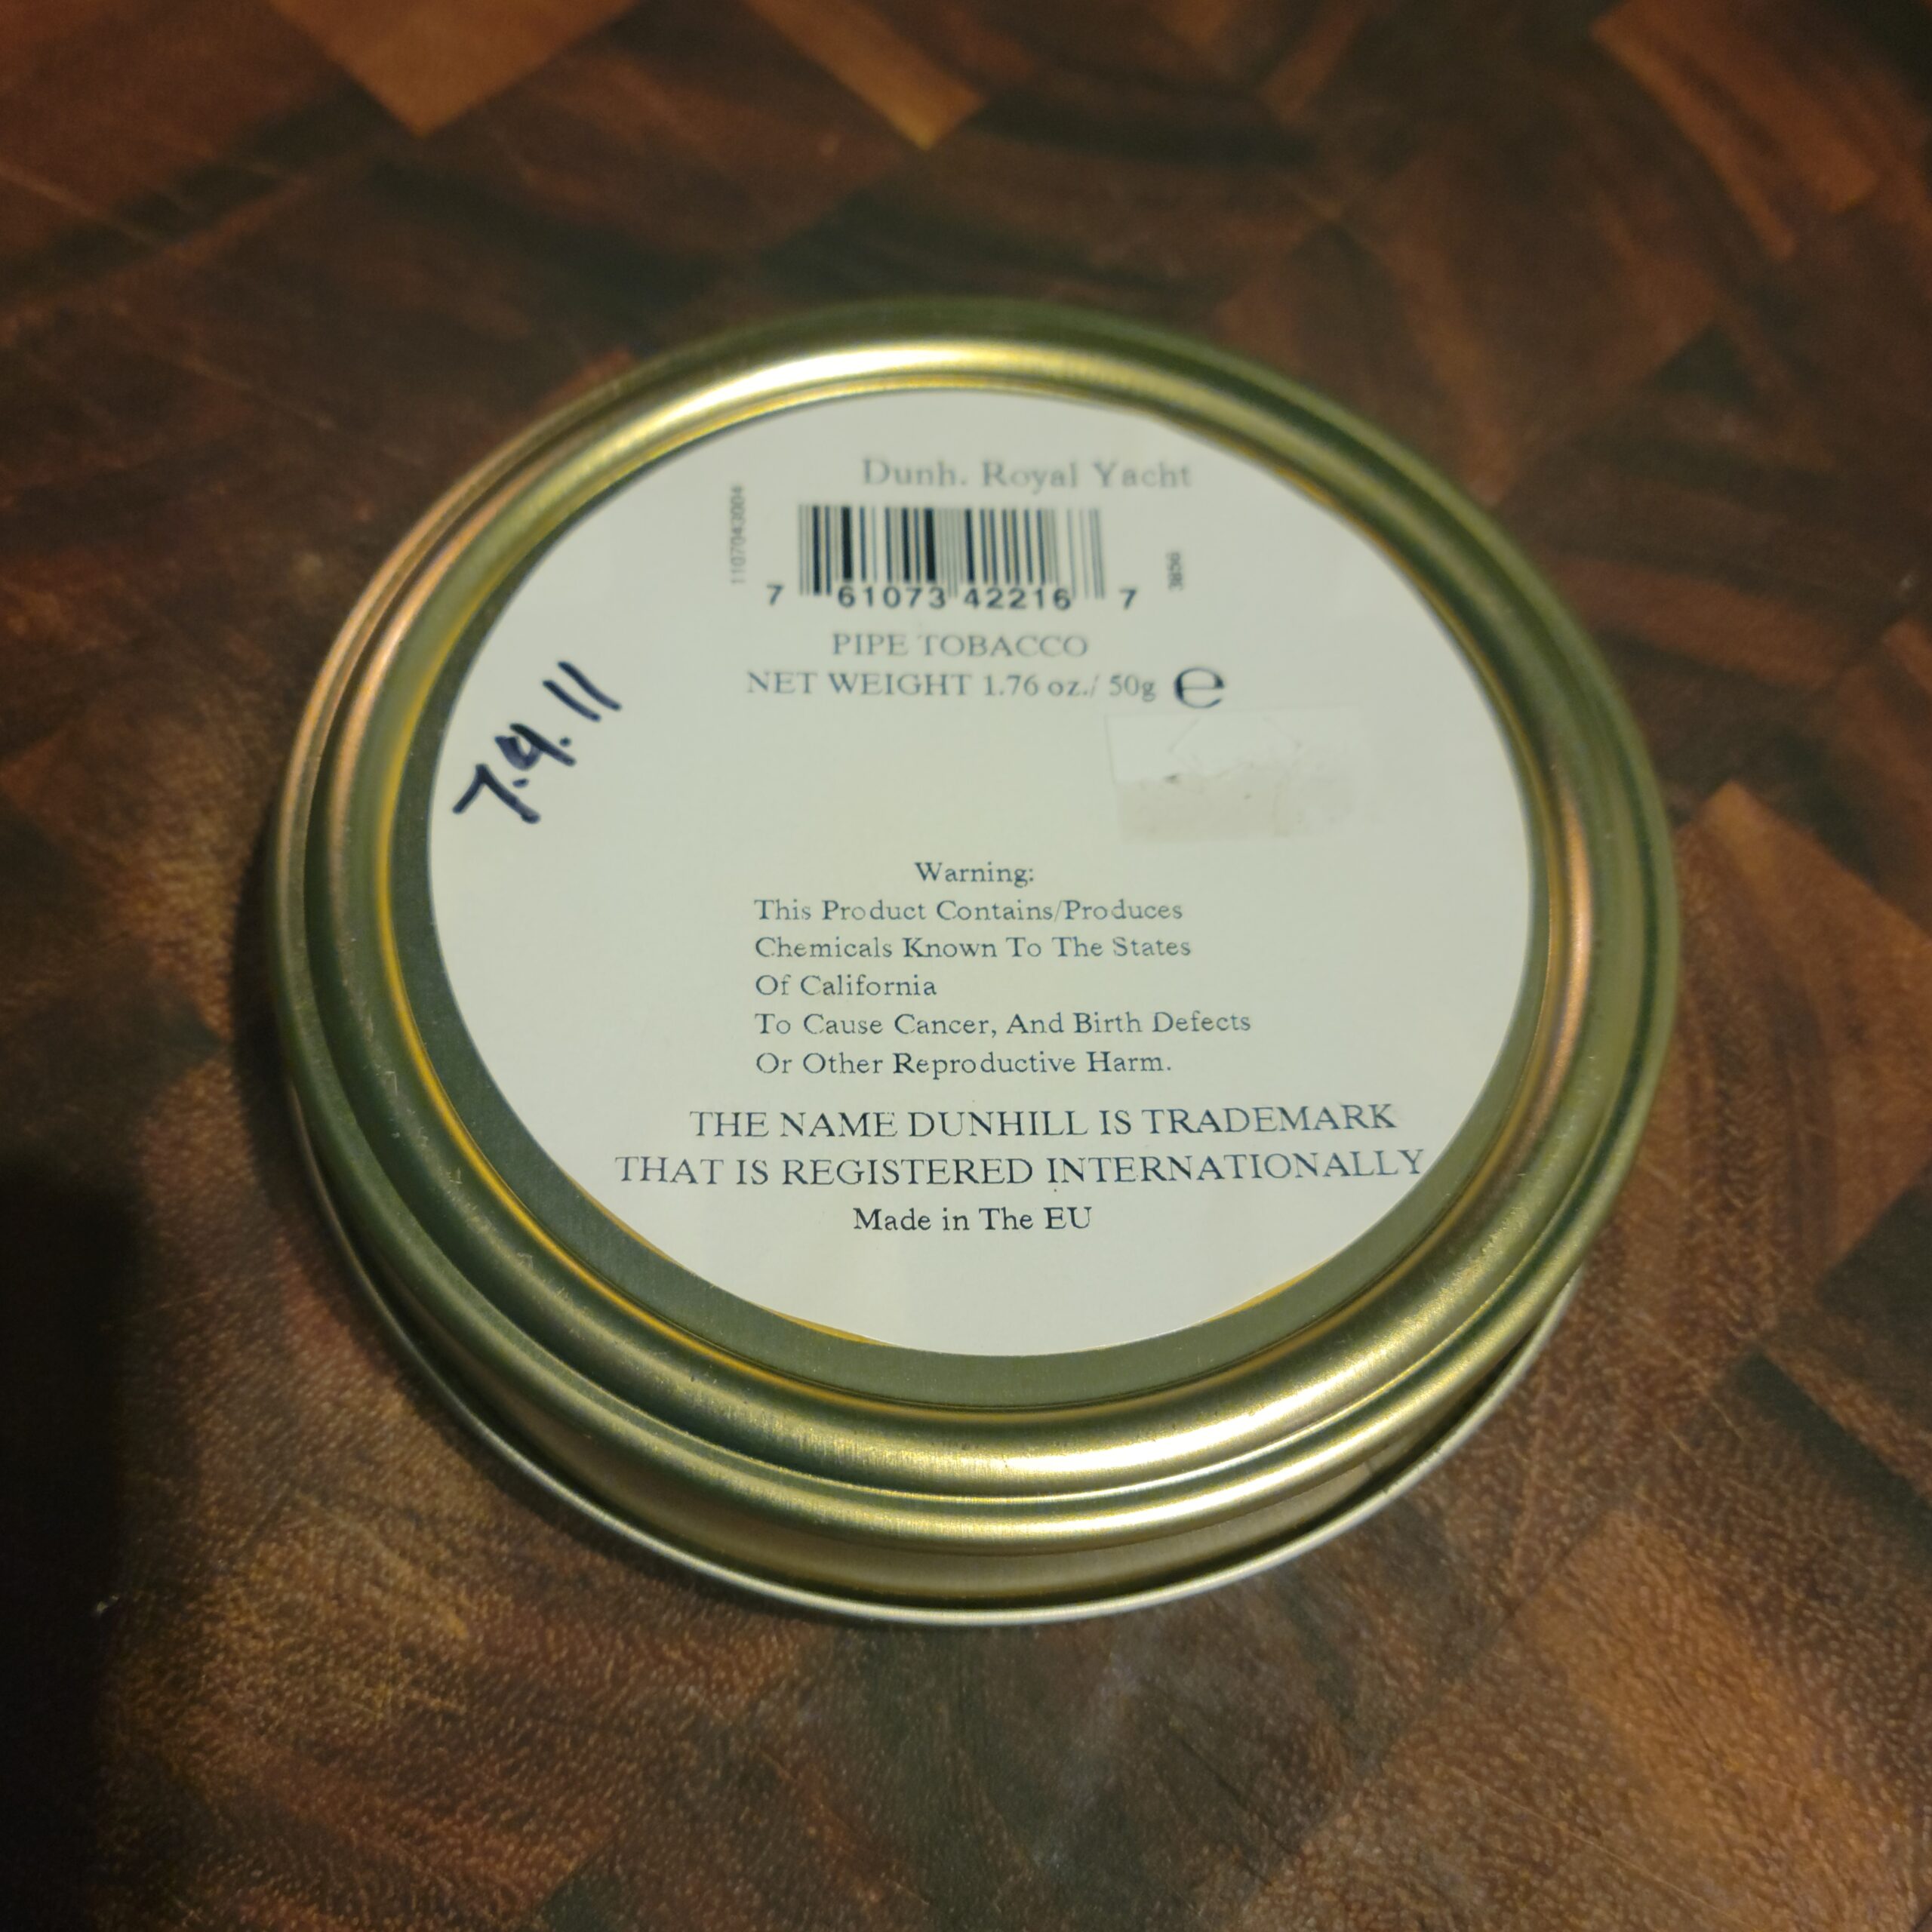 Dunh. Royal Yacht
1107043004
3856
7 61073 42216 7
PIPE TOBACCO
NET WEIGHT 1.76 oz./ 50g ℮
7.9.11
Warning:
This Product Contains/Produces
Chemicals Known To The States
Of California
To Cause Cancer, And Birth Defects
Or Other Reproductive Harm.
THE NAME DUNHILL IS TRADEMARK
THAT IS REGISTERED INTERNATIONALLY
Made in The EU